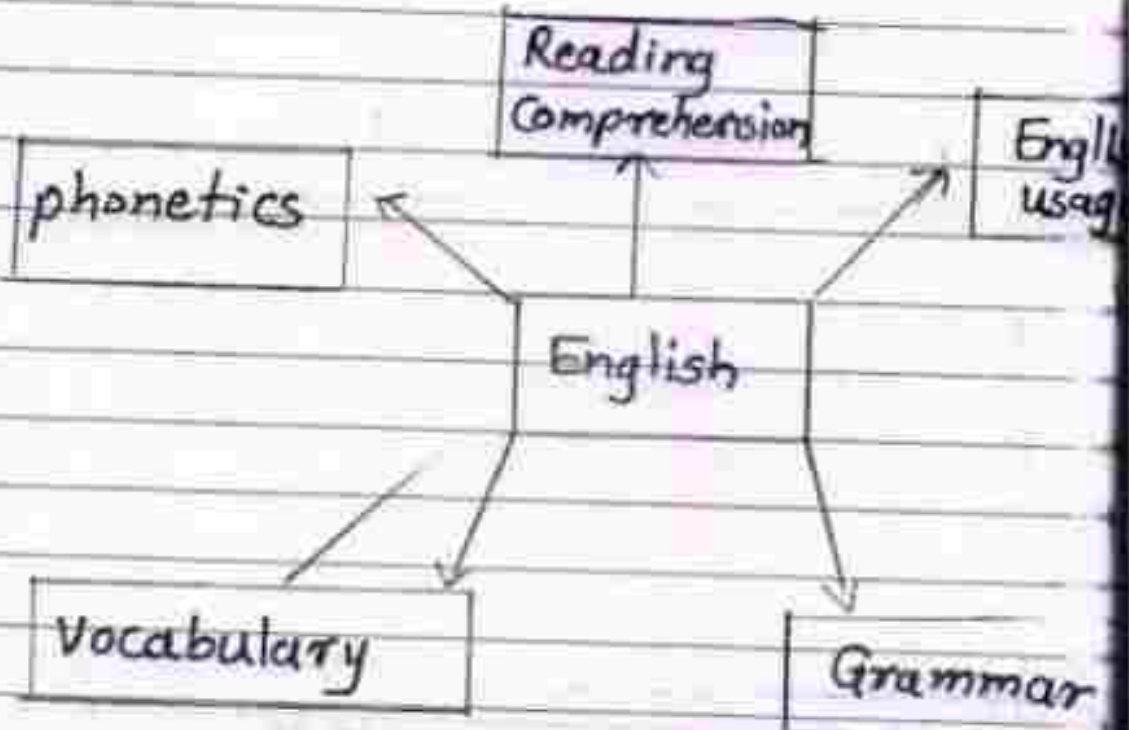 Reading
Comprehension
phonetics
English
Vocabulary
Grammar